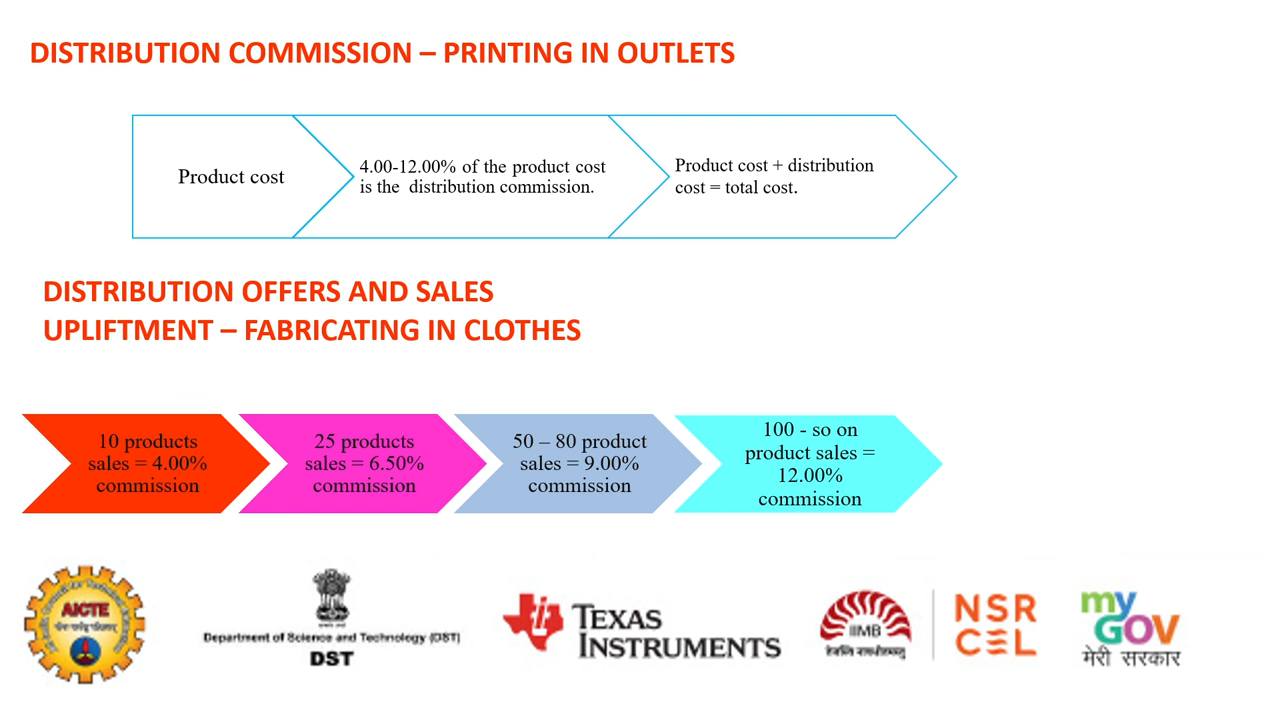 DISTRIBUTION COMMISSION – PRINTING IN OUTLETS
Product cost
4.00-12.00% of the product cost
is the distribution commission.
Product cost + distribution
cost = total cost.
DISTRIBUTION OFFERS AND SALES
UPLIFTMENT – FABRICATING IN CLOTHES
10 products
sales = 4.00%
commission
25 products
sales = 6.50%
commission
50 – 80 product
sales = 9.00%
commission
100 - so on
product sales =
12.00%
commission
AICTE
Department of Science and Technology (DST)
DST
TEXAS
INSTRUMENTS
IIMB
NSR
CEL
my
GOV
मेरी सरकार